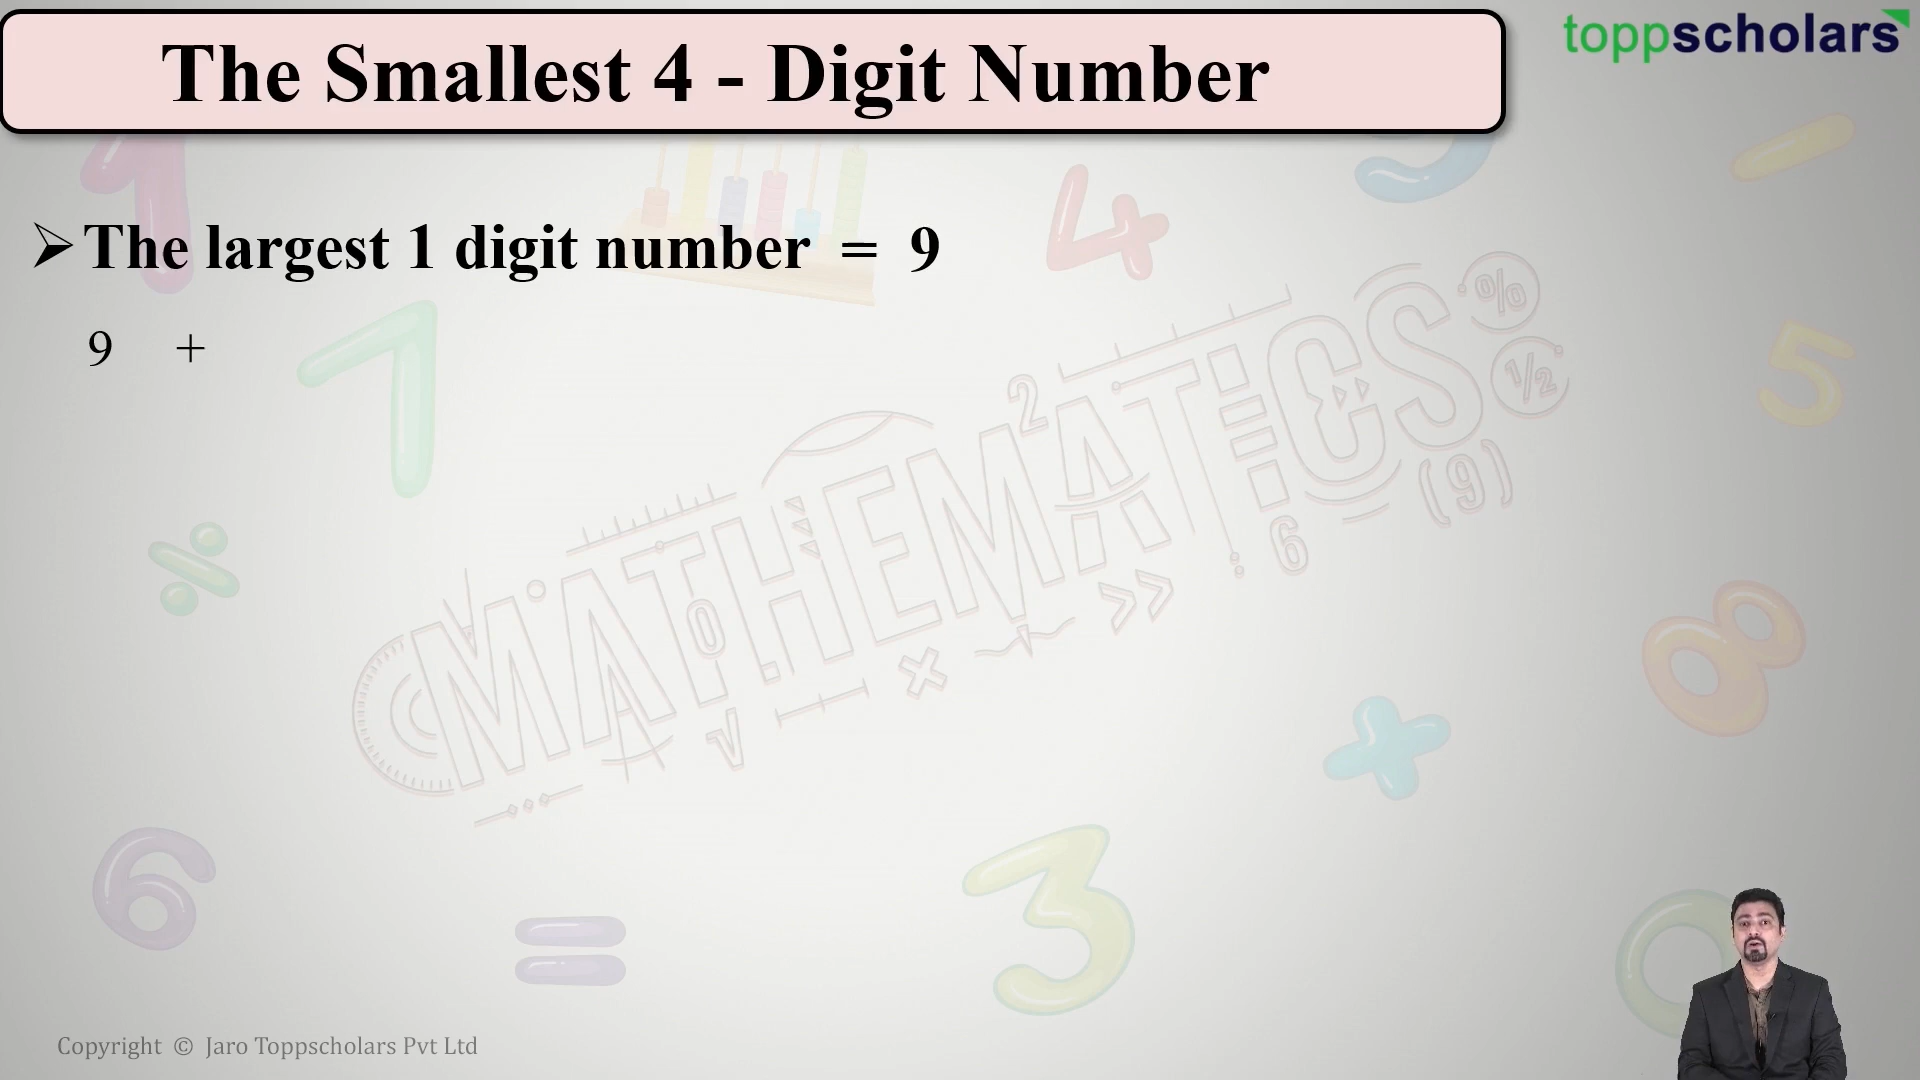 The Smallest 4 - Digit Number
toppscholars
➢ The largest 1 digit number = 9
9 +
MATHEMATICS
Copyright © Jaro Toppscholars Pvt Ltd